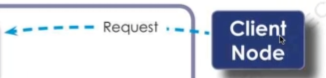 Request
Client
Node